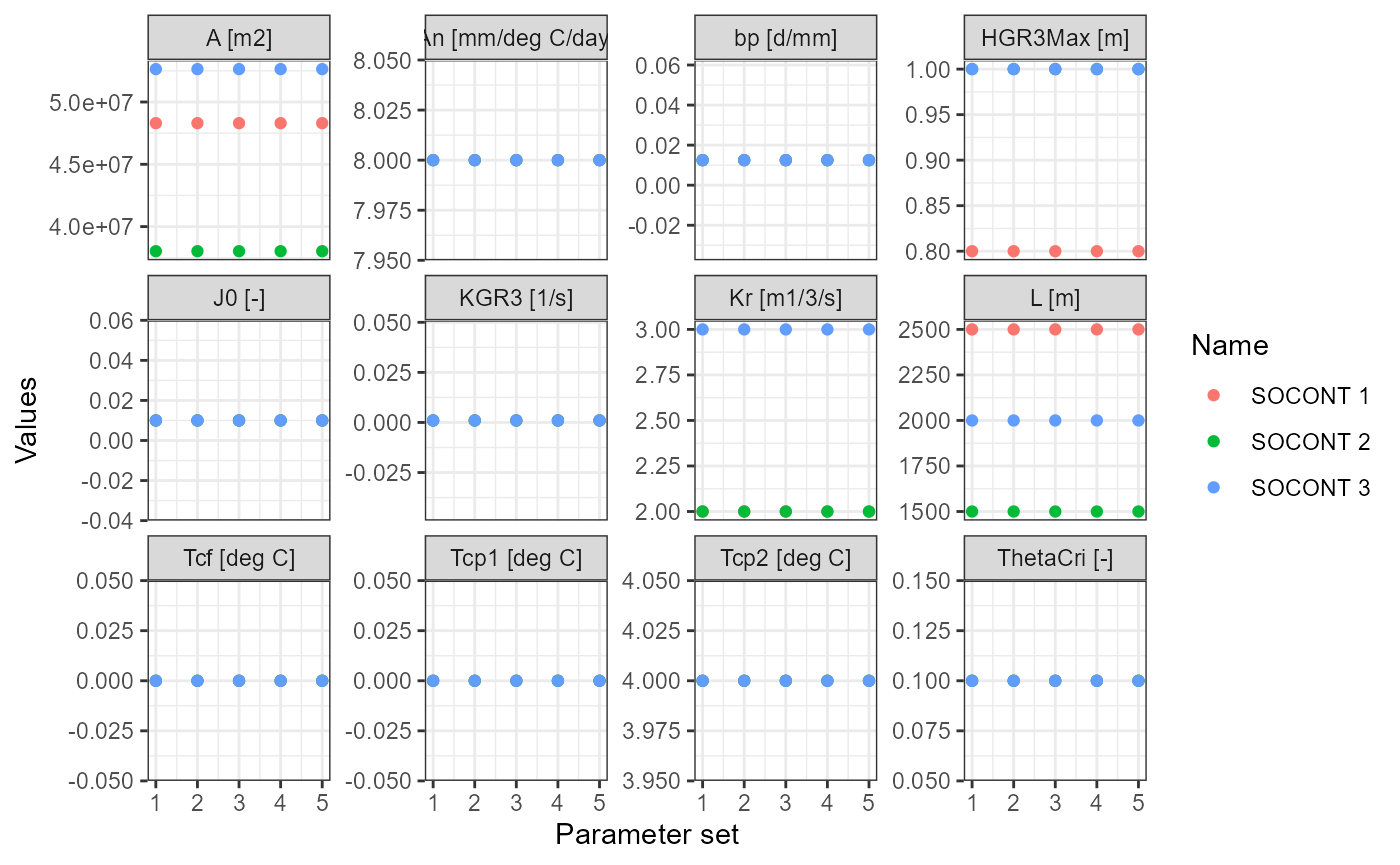 A [m2]
An [mm/deg C/day
bp [d/mm]
HGR3Max [m]
5.0e+07
4.5e+07
4.0e+07
8.050
8.025
8.000
7.975
7.950
0.06
0.04
0.02
0.00
-0.02
1.00
0.95
0.90
0.85
0.80
J0 [-]
KGR3 [1/s]
Kr [m1/3/s]
L [m]
0.06
0.04
0.02
0.00
-0.02
-0.04
0.050
0.025
0.000
-0.025
3.00
2.75
2.50
2.25
2.00
2500
2250
2000
1750
1500
Tcf [deg C]
Tcp1 [deg C]
Tcp2 [deg C]
ThetaCri [-]
0.050
0.025
0.000
-0.025
-0.050
0.050
0.025
0.000
-0.025
-0.050
4.050
4.025
4.000
3.975
3.950
0.150
0.125
0.100
0.075
0.050
1 2 3 4 5
1 2 3 4 5
1 2 3 4 5
1 2 3 4 5
Parameter set
Values
Name
SOCONT 1
SOCONT 2
SOCONT 3